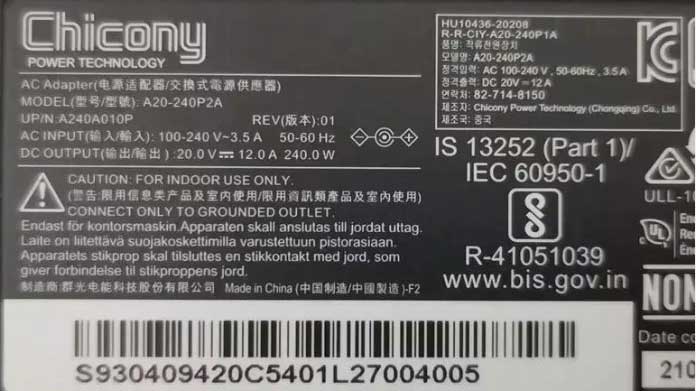 Chicony
POWER TECHNOLOGY
AC Adapter(电源适配器/交換式電源供應器)
MODEL(型号/型號): A20-240P2A
UP/N:A240A010P REV(版本):01
AC INPUT(输入/輸入): 100-240 V~3.5 A 50-60 Hz
DC OUTPUT(输出/輸出) :20.0 V⎓ 12.0 A 240.0 W
CAUTION: FOR INDOOR USE ONLY.
(警告:限用信息类产品及室内使用/限用資訊類產品及室內使用)
CONNECT ONLY TO GROUNDED OUTLET.
Endast för kontorsmaskin.Apparaten skall anslutas till jordat uttag.
Laite on liitettävä suojakoskettimilla varustettuun pistorasiaan.
Apparatets stikprop skal tilsluttes en stikkontakt med jord, som
giver forbindelse til stikproppens jord.
制造商:群光电能科技股份有限公司 Made in China (中国制造/中國製造)-F2
S930409420C5401L27004005
HU10436-20208
R-R-CIY-A20-240P1A
품명: 직류전원장치
모델명: A20-240P2A
정격입력: AC 100-240 V , 50-60Hz , 3.5A
정격출력: DC 20V ⎓ 12A
연락처: 82-714-8150
제조자: Chicony Power Technology (Chongqing) Co., Ltd.
제조국: 중국
IS 13252 (Part 1)/
IEC 60950-1
R-41051039
www.bis.gov.in
KC
UL
NON
Date co
210